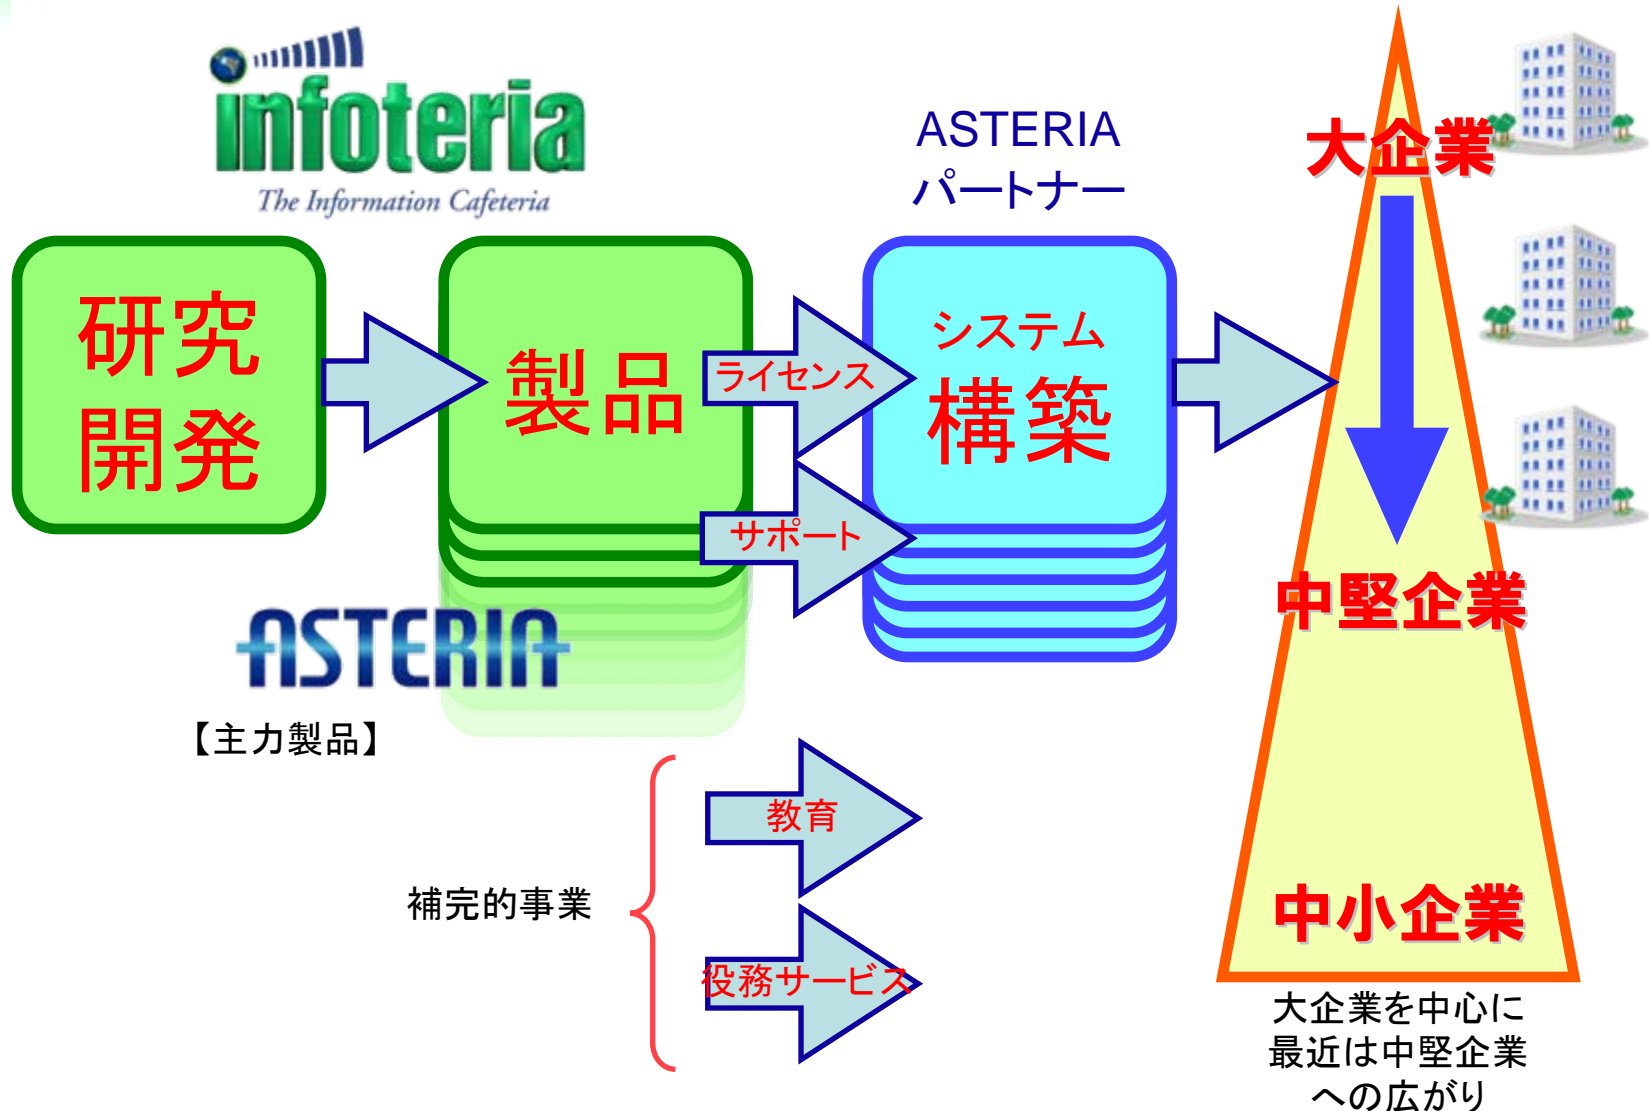 infoteria
The Information Cafeteria
ASTERIA
パートナー
研究
開発
製品
ライセンス
サポート
システム
構築
大企業
中堅企業
中小企業
ASTERIA
【主力製品】
補完的事業
教育
役務サービス
大企業を中心に
最近は中堅企業
への広がり